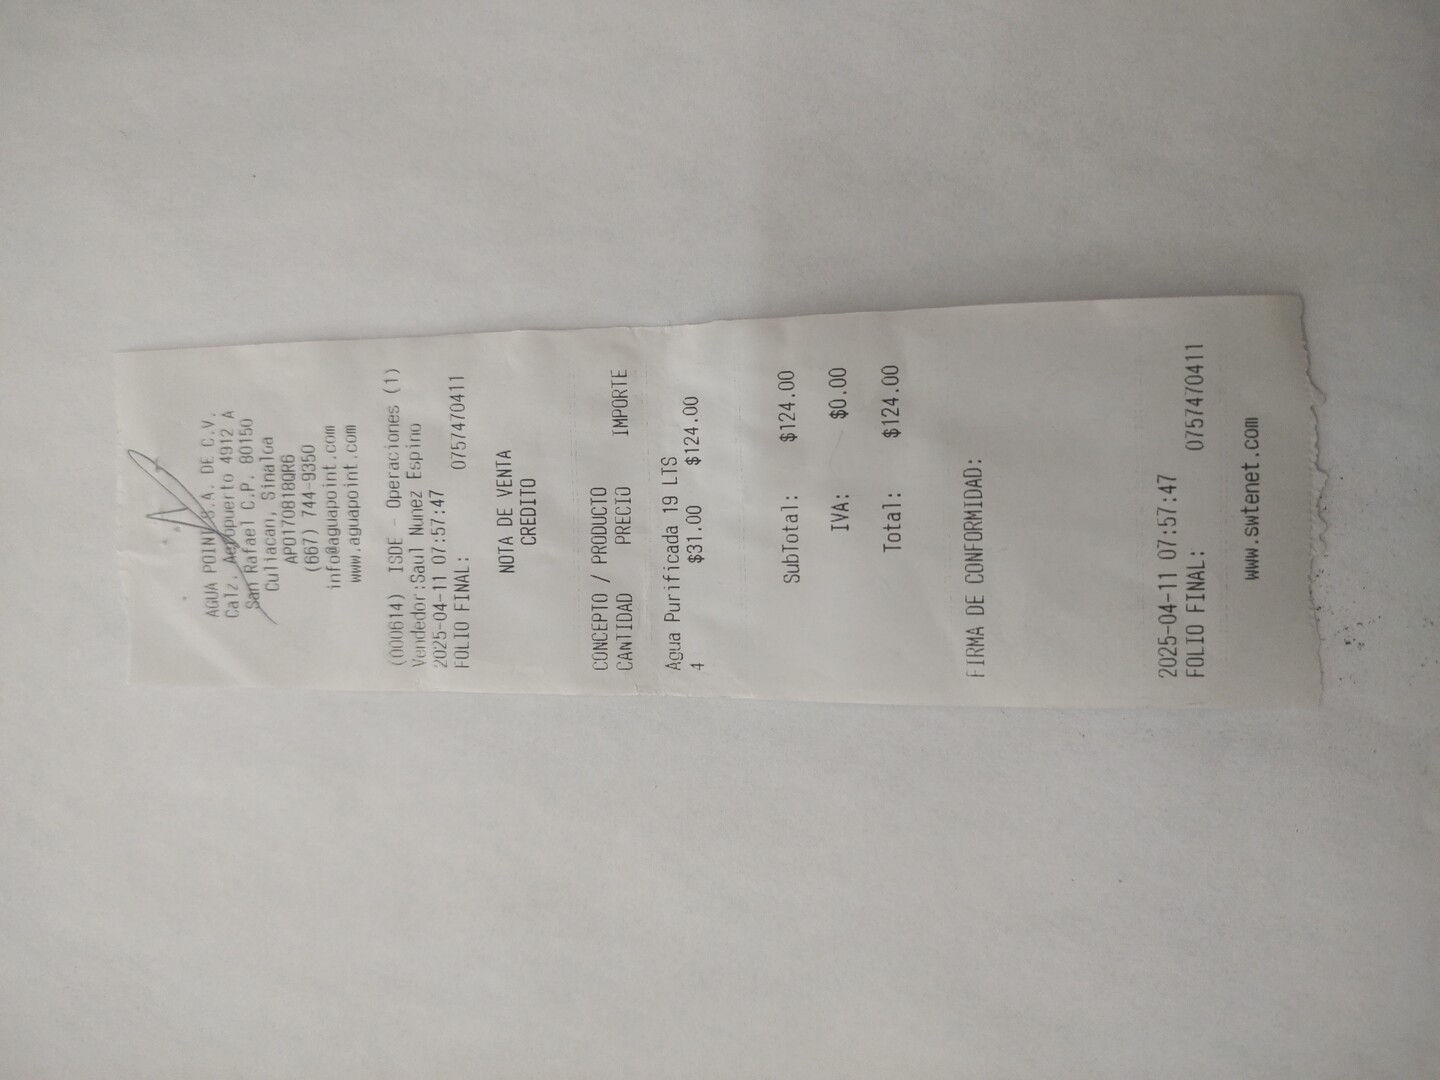 AGUA POINT S.A. DE C.V.
Calz. Aeropuerto 4912 A
San Rafael C.P. 80150
Culiacan, Sinaloa
APO170818QR6
(667) 744-9350
info@aguapoint.com
www.aguapoint.com
(000614) ISDE - Operaciones (1)
Vendedor:Saul Nunez Espino
2025-04-11 07:57:47
FOLIO FINAL: 0757470411
NOTA DE VENTA
CREDITO
CONCEPTO / PRODUCTO
CANTIDAD PRECIO IMPORTE
Agua Purificada 19 LTS
4 $31.00 $124.00
SubTotal: $124.00
IVA: $0.00
Total: $124.00
FIRMA DE CONFORMIDAD:
2025-04-11 07:57:47
FOLIO FINAL: 0757470411
www.swtenet.com